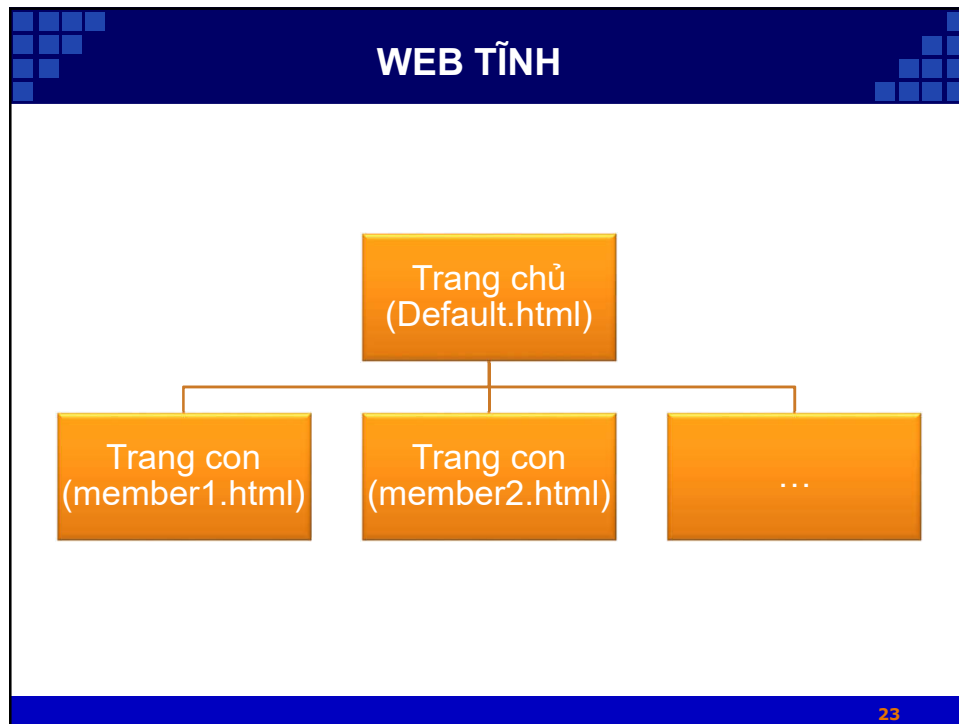 WEB TĨNH
Trang chủ
(Default.html)
Trang con
(member1.html)
Trang con
(member2.html)
…
23